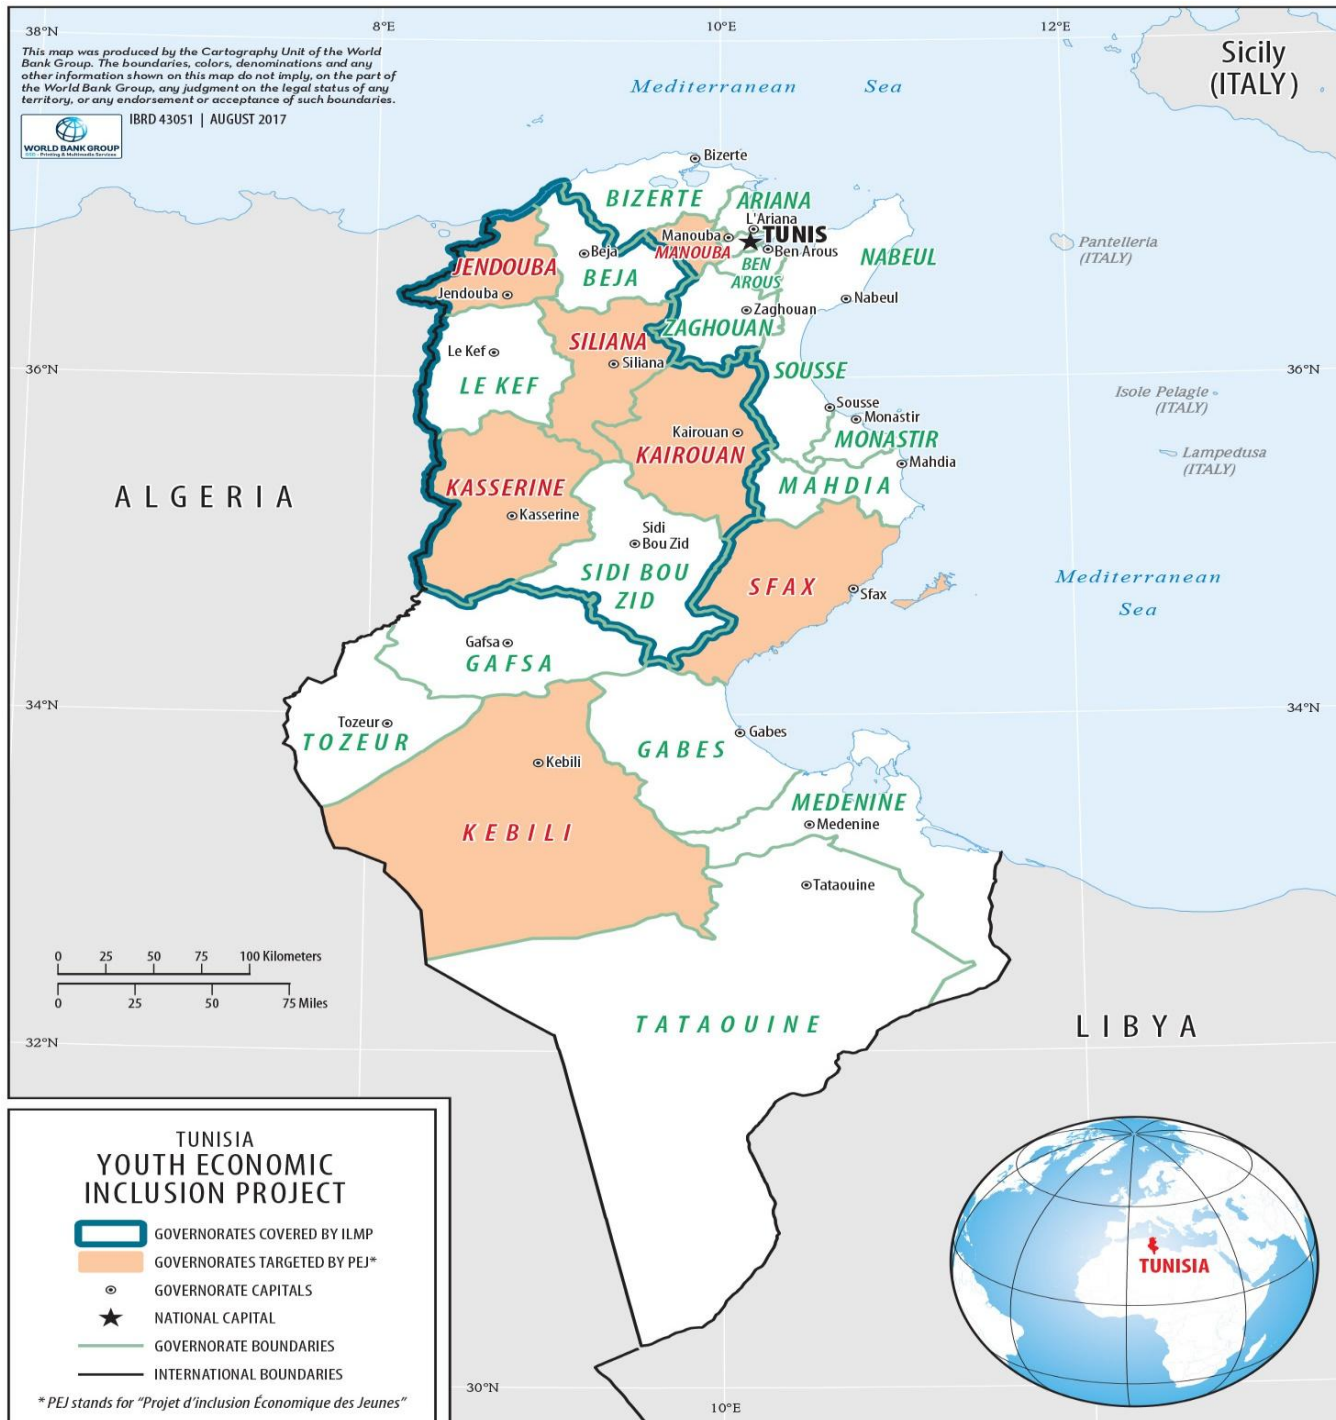 8°E
10°E
12°E
38°N
This map was produced by the Cartography Unit of the World
Bank Group. The boundaries, colors, denominations and any
other information shown on this map do not imply, on the part of
the World Bank Group, any judgment on the legal status of any
territory, or any endorsement or acceptance of such boundaries.
WORLD BANK GROUP
IBRD 43051 | AUGUST 2017
Sicily
(ITALY)
Mediterranean Sea
Bizerte
BIZERTE
ARIANA
L'Ariana
Manouba
TUNIS
MANOUBA
Ben Arous
BEN
AROUS
NABEUL
Pantelleria
(ITALY)
JENDOUBA
Beja
BEJA
Jendouba
Nabeul
Zaghouan
ZAGHOUAN
SILIANA
Siliana
Le Kef
LE KEF
36°N
36°N
SOUSSE
Sousse
Monastir
MONASTIR
Isole Pelagie
(ITALY)
Kairouan
KAIROUAN
Mahdia
MAHDIA
Lampedusa
(ITALY)
ALGERIA
KASSERINE
Kasserine
Sidi
Bou Zid
SIDI BOU
ZID
SFAX
Sfax
Mediterranean
Sea
Gafsa
GAFSA
34°N
34°N
Tozeur
TOZEUR
GABES
Gabes
Kebili
KEBILI
MEDENINE
Medenine
Tataouine
0 25 50 75 100 Kilometers
0 25 50 75 Miles
TATAOUINE
LIBYA
32°N
TUNISIA
YOUTH ECONOMIC
INCLUSION PROJECT
GOVERNORATES COVERED BY ILMP
GOVERNORATES TARGETED BY PEJ*
GOVERNORATE CAPITALS
NATIONAL CAPITAL
GOVERNORATE BOUNDARIES
INTERNATIONAL BOUNDARIES
* PEJ stands for "Projet d'inclusion Économique des Jeunes"
TUNISIA
30°N
10°E